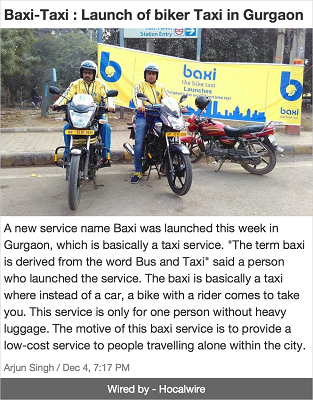 Baxi-Taxi : Launch of biker Taxi in Gurgaon
Station Entry
baxi
the bike taxi
Launches
baxi
A new service name Baxi was launched this week in
Gurgaon, which is basically a taxi service. "The term baxi
is derived from the word Bus and Taxi" said a person
who launched the service. The baxi is basically a taxi
where instead of a car, a bike with a rider comes to take
you. This service is only for one person without heavy
luggage. The motive of this baxi service is to provide a
low-cost service to people travelling alone within the city.
Arjun Singh / Dec 4, 7:17 PM
Wired by - Hocalwire